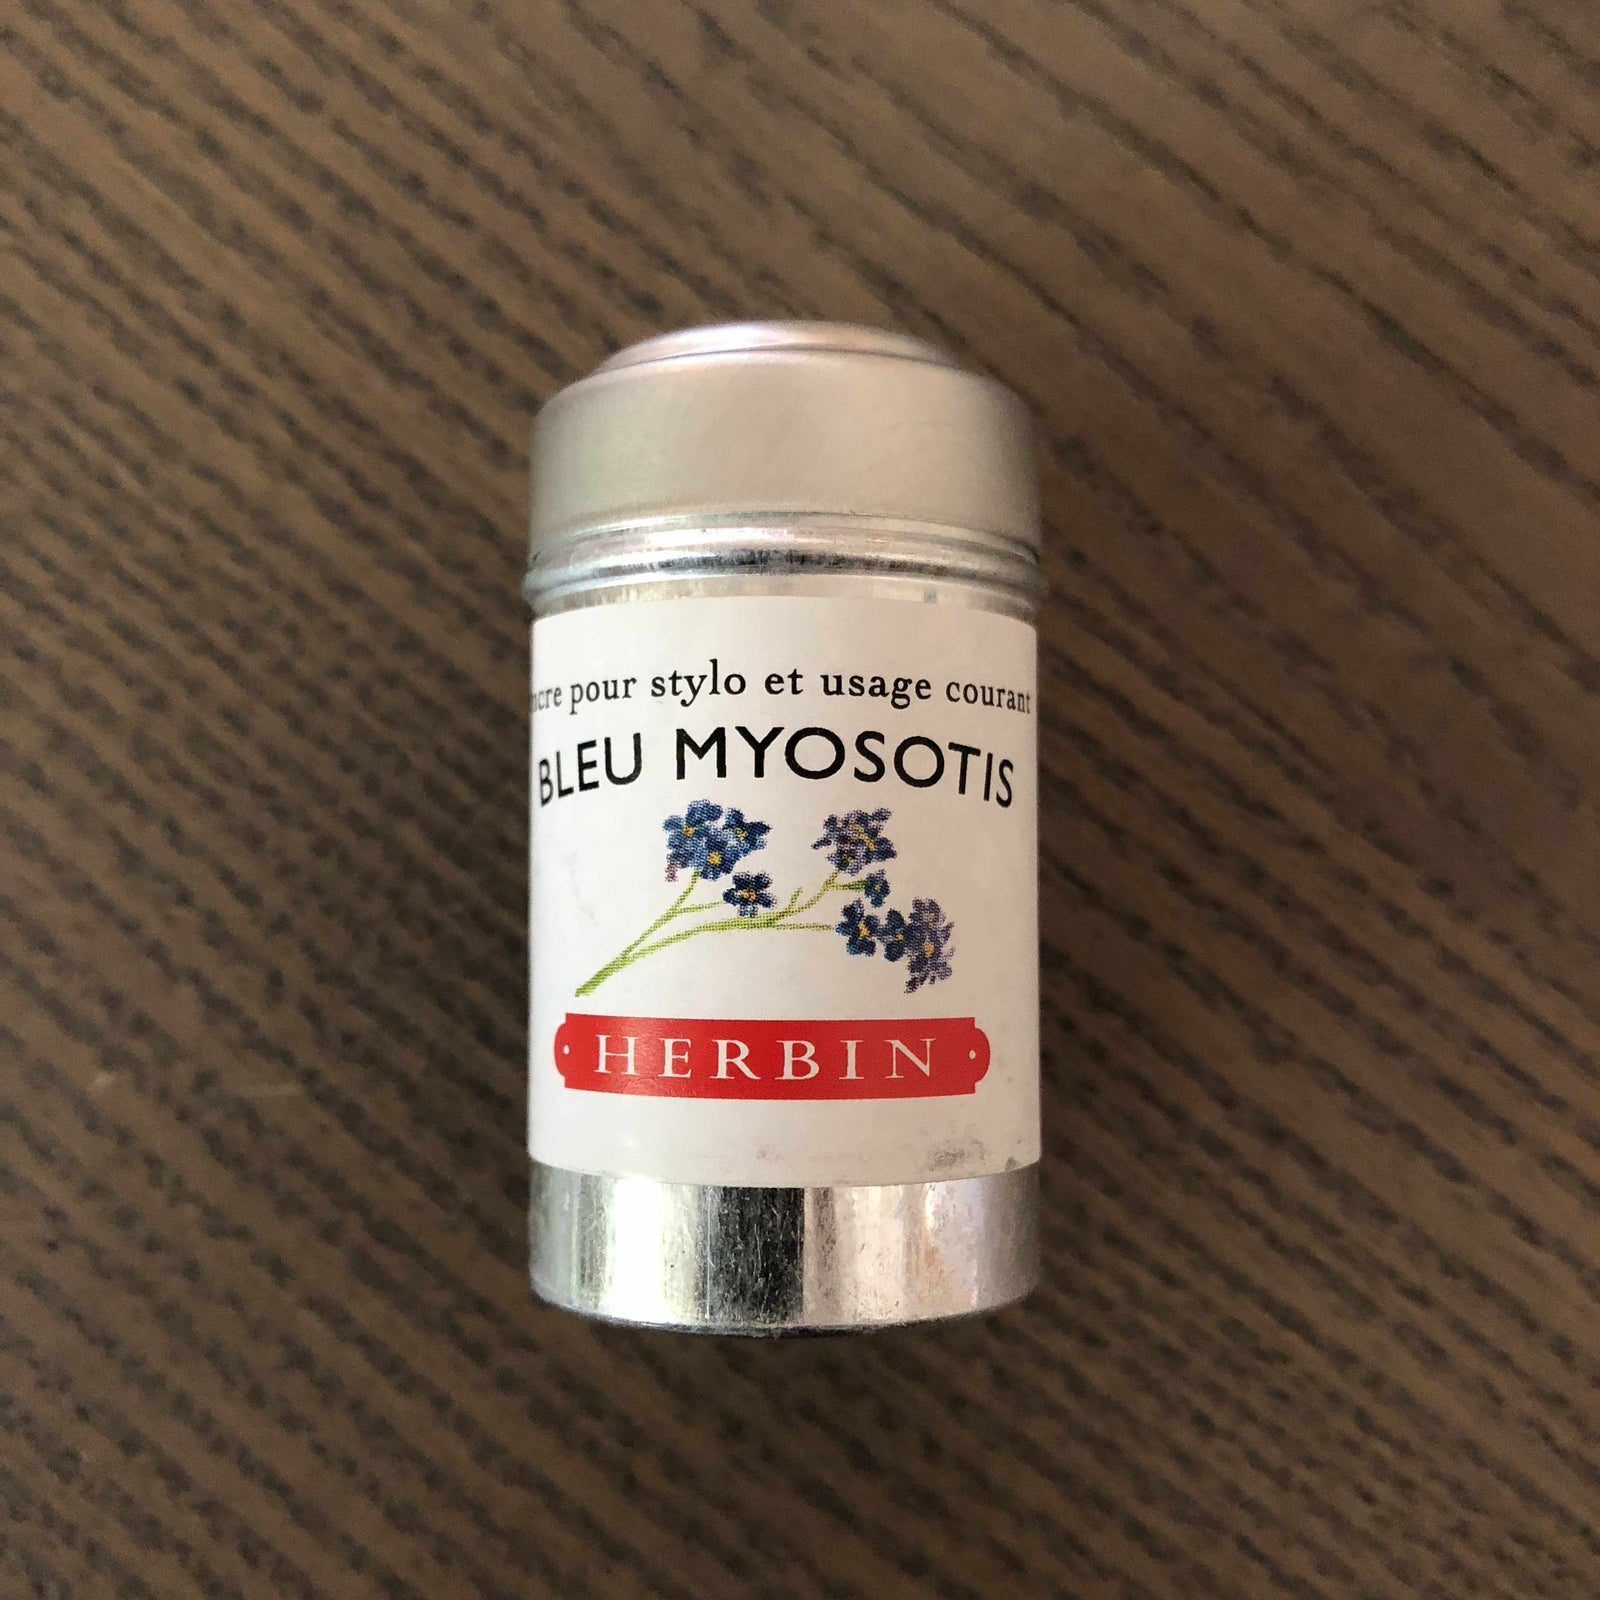 ncre pour stylo et usage courant
BLEU MYOSOTIS
HERBIN